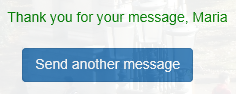 Thank you for your message, Maria
Send another message